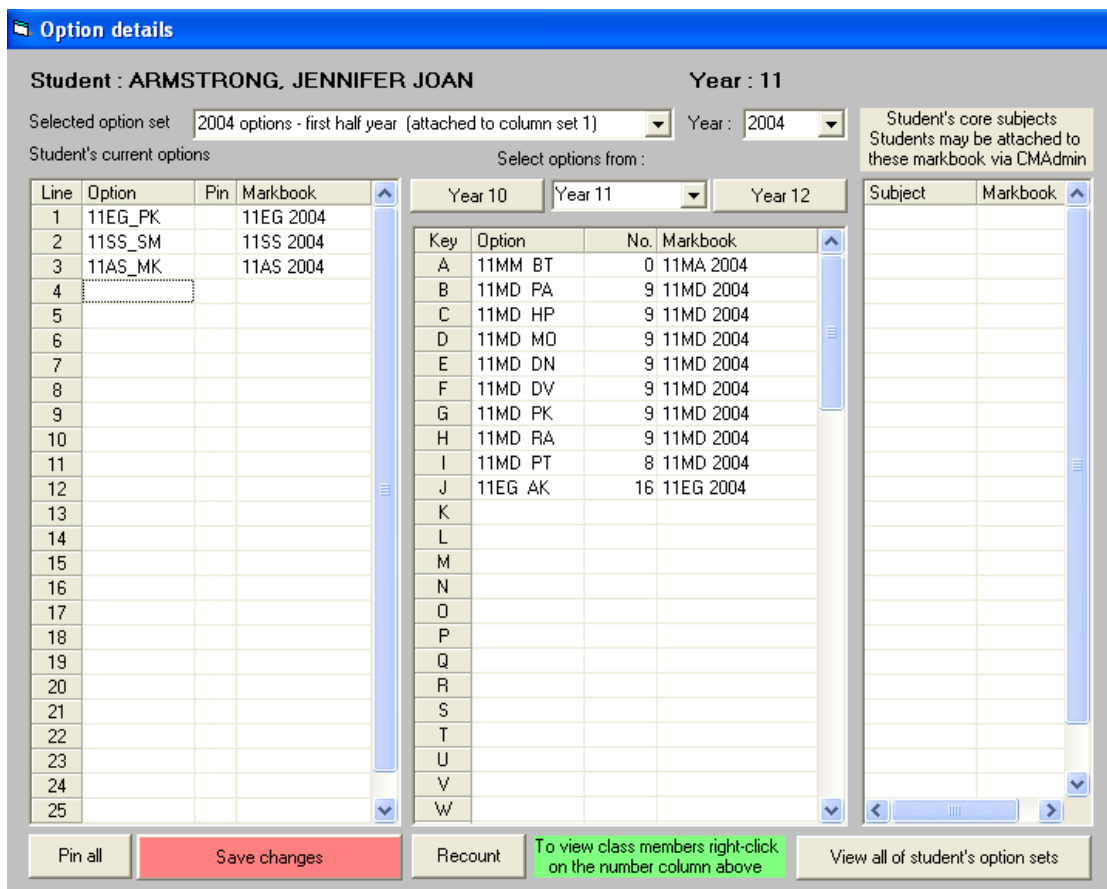 Option details
Student : ARMSTRONG, JENNIFER JOAN Year : 11
Selected option set 2004 options - first half year (attached to column set 1) Year : 2004
Student's core subjects
Students may be attached to
these markbook via CMAdmin
Student's current options Select options from :
Year 10 Year 11 Year 12
Line Option Pin Markbook
1 11EG_PK 11EG 2004
2 11SS_SM 11SS 2004
3 11AS_MK 11AS 2004
4
5
6
7
8
9
10
11
12
13
14
15
16
17
18
19
20
21
22
23
24
25
Key Option No. Markbook
A 11MM BT 0 11MA 2004
B 11MD PA 9 11MD 2004
C 11MD HP 9 11MD 2004
D 11MD MO 9 11MD 2004
E 11MD DN 9 11MD 2004
F 11MD DV 9 11MD 2004
G 11MD PK 9 11MD 2004
H 11MD RA 9 11MD 2004
I 11MD PT 8 11MD 2004
J 11EG AK 16 11EG 2004
K
L
M
N
O
P
Q
R
S
T
U
V
W
Subject Markbook
Pin all Save changes Recount
To view class members right-click
on the number column above
View all of student's option sets